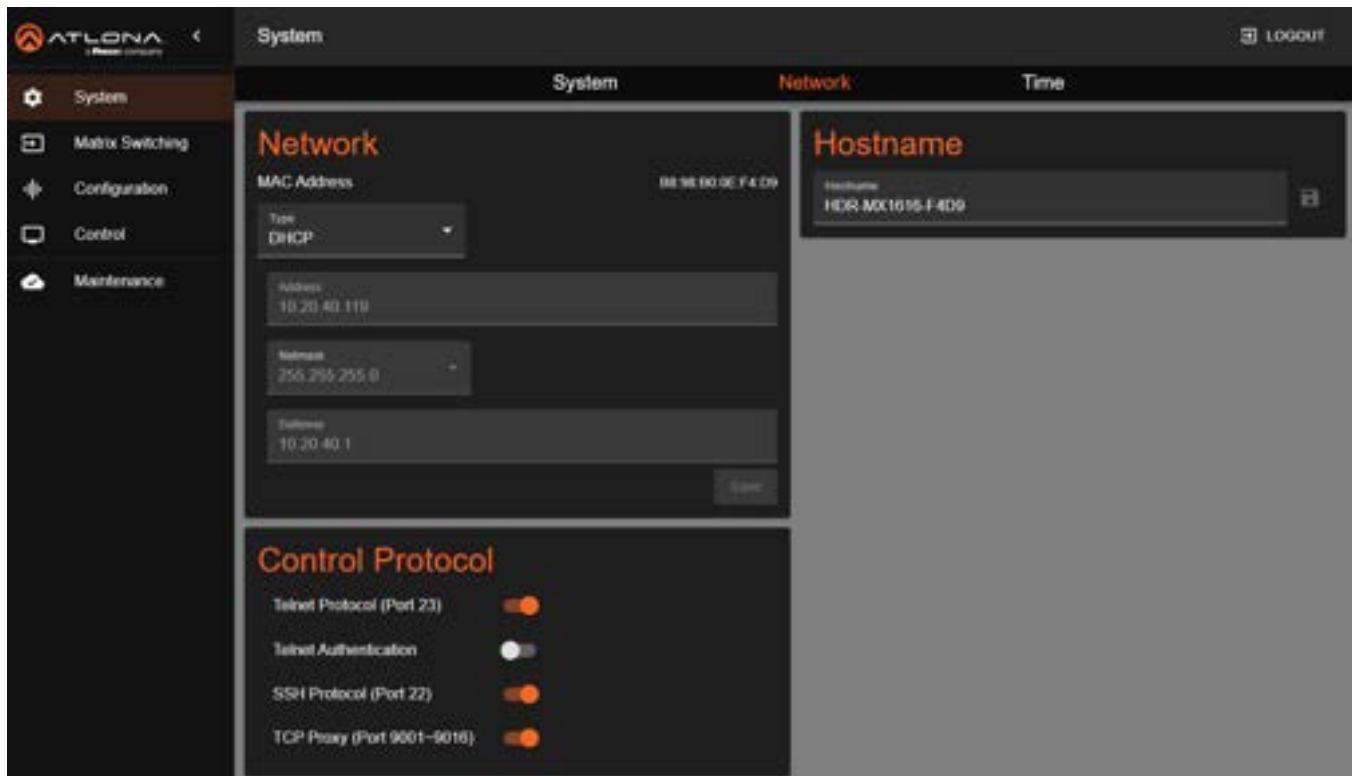 ATLONA
System
LOGOUT
System
Matrix Switching
Configuration
Control
Maintenance
System
Network
Time
Network
MAC Address
Type
DHCP
Address
10.20.40.119
Netmask
255.255.255.0
Gateway
10.20.40.1
Save
Control Protocol
Telnet Protocol (Port 23)
Telnet Authentication
SSH Protocol (Port 22)
TCP Proxy (Port 9001~9016)
Hostname
Hostname
HDR-MX1616-F4D9